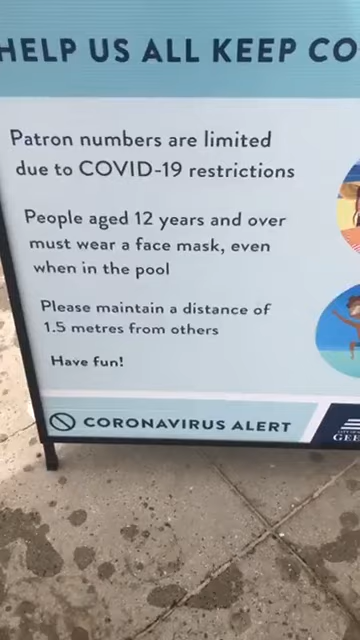 HELP US ALL KEEP CO
Patron numbers are limited
due to COVID-19 restrictions
People aged 12 years and over
must wear a face mask, even
when in the pool
Please maintain a distance of
1.5 metres from others
Have fun!
CORONAVIRUS ALERT
GEE